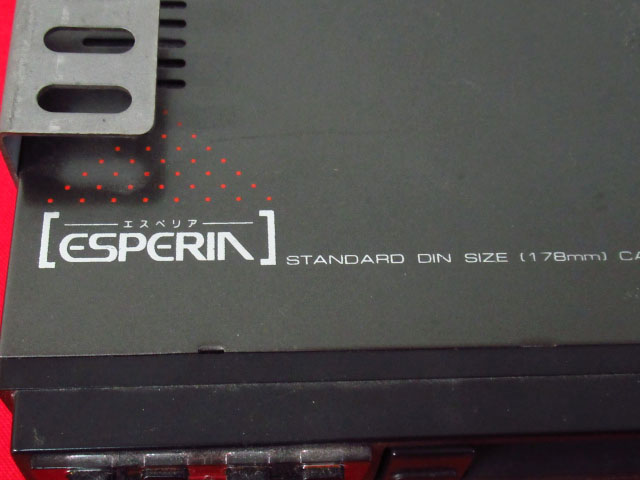 エスペリア
[ESPERIA]
STANDARD DIN SIZE (178mm)